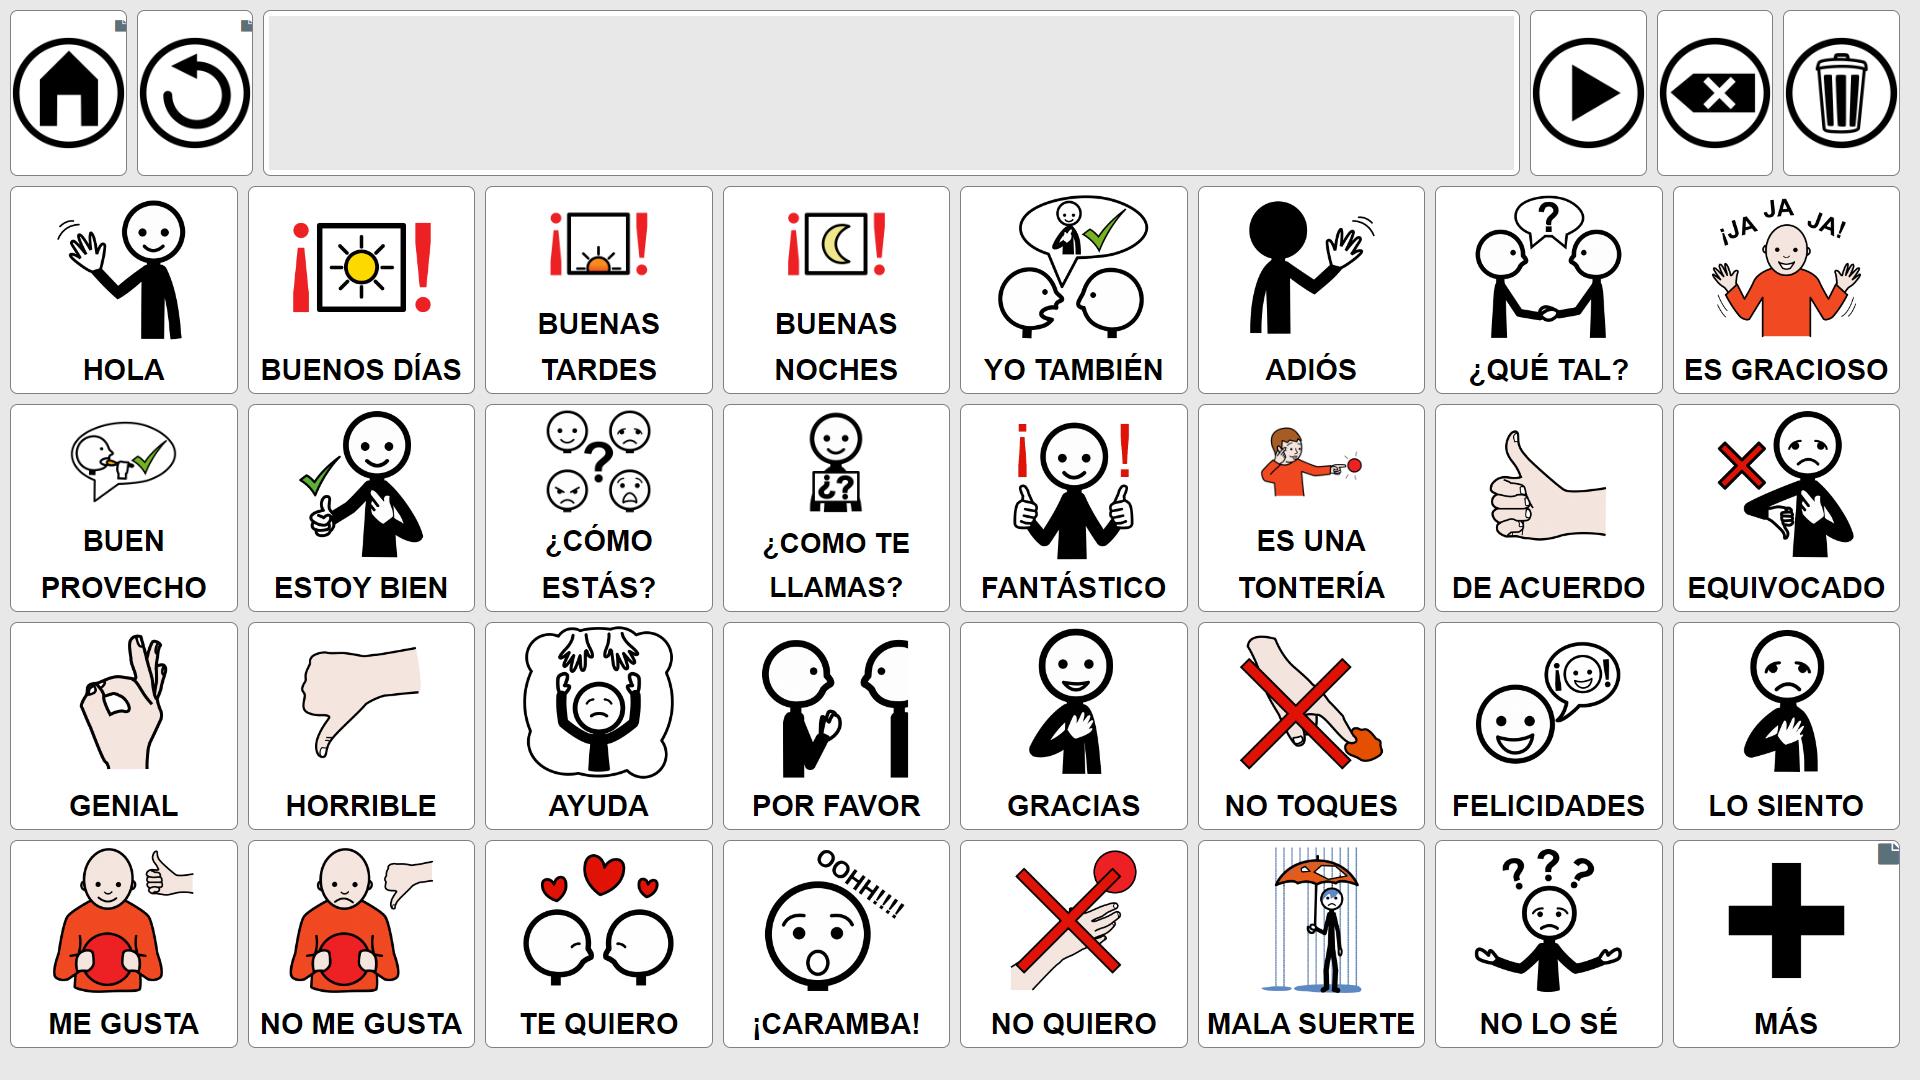 HOLA
BUENOS DÍAS
BUENAS
TARDES
BUENAS
NOCHES
YO TAMBIÉN
ADIÓS
?
¿QUÉ TAL?
¡JA JA JA!
ES GRACIOSO
BUEN
PROVECHO
ESTOY BIEN
?
¿CÓMO
ESTÁS?
¿?
¿COMO TE
LLAMAS?
¡ !
FANTÁSTICO
ES UNA
TONTERÍA
DE ACUERDO
EQUIVOCADO
GENIAL
HORRIBLE
AYUDA
POR FAVOR
GRACIAS
NO TOQUES
¡ !
FELICIDADES
LO SIENTO
ME GUSTA
NO ME GUSTA
TE QUIERO
OOHH!!!!
¡CARAMBA!
NO QUIERO
MALA SUERTE
? ? ?
NO LO SÉ
MÁS